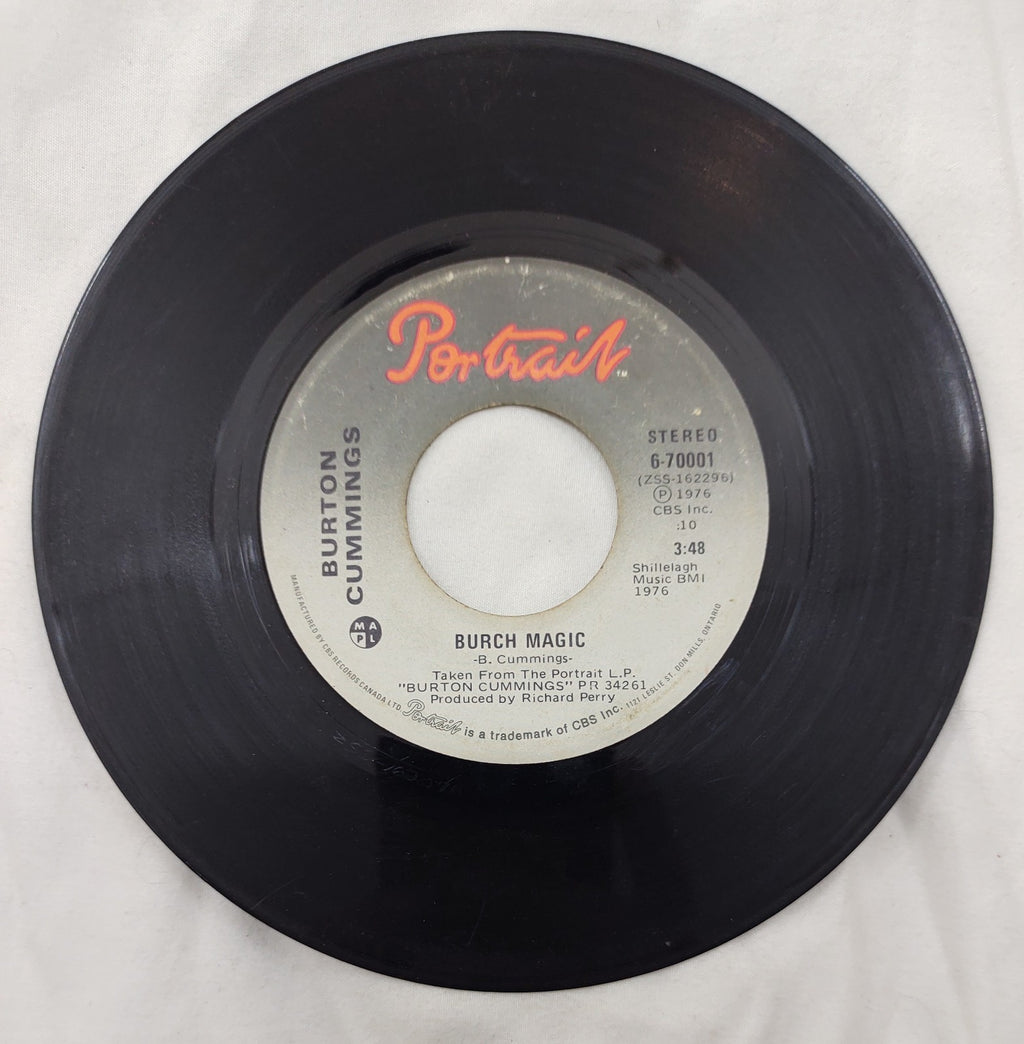 Portrait TM
BURTON
CUMMINGS
STEREO
6-70001
(ZSS-162296)
Ⓟ 1976
CBS Inc.
:10
3:48
Shillelagh
Music BMI
1976
M A
P L
BURCH MAGIC
-B. Cummings-
Taken From The Portrait L.P.
"BURTON CUMMINGS" PR 34261
Produced by Richard Perry
MANUFACTURED BY CBS RECORDS CANADA LTD. Portrait is a trademark of CBS Inc. 1121 LESLIE ST. DON MILLS, ONTARIO